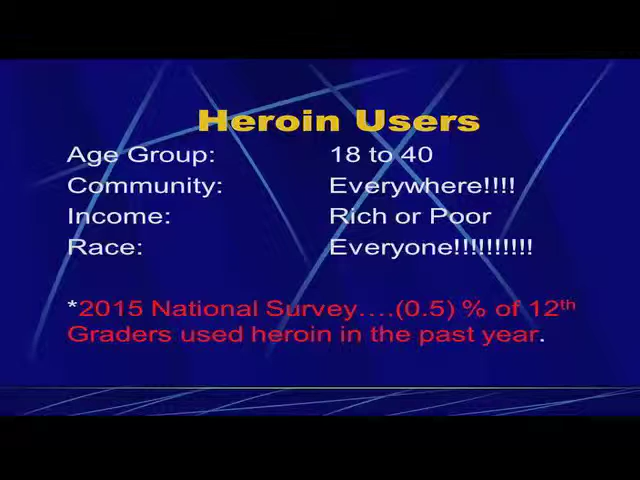 Heroin Users
Age Group: 18 to 40
Community: Everywhere!!!!
Income: Rich or Poor
Race: Everyone!!!!!!!!!!
*2015 National Survey….(0.5) % of 12th
Graders used heroin in the past year.